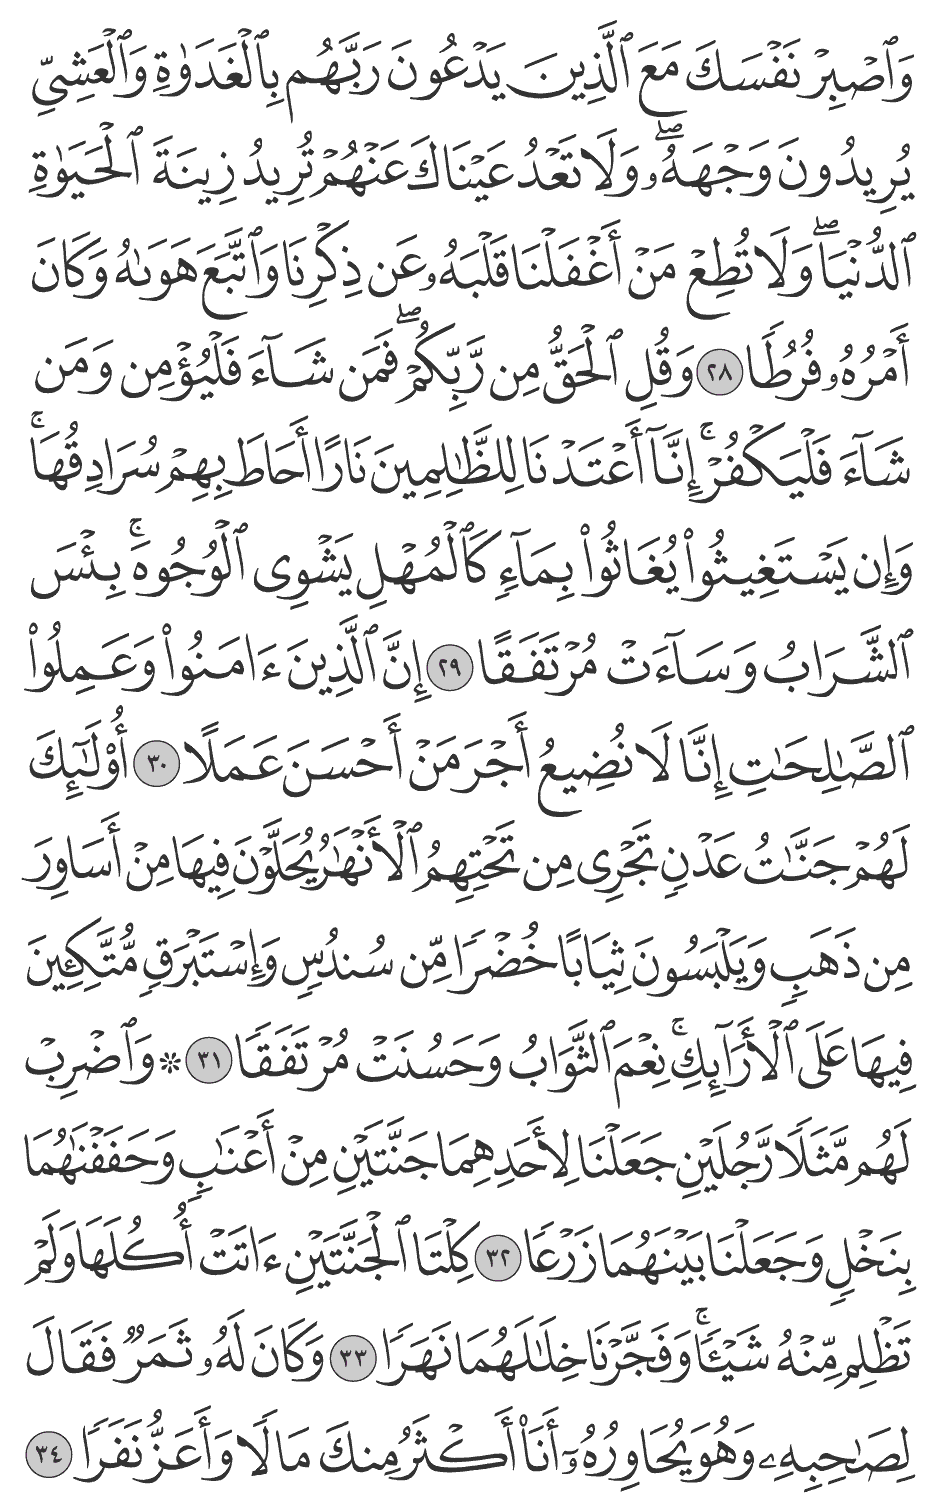 وَٱصۡبِرۡ نَفۡسَكَ مَعَ ٱلَّذِينَ يَدۡعُونَ رَبَّهُم بِٱلۡغَدَوٰةِ وَٱلۡعَشِيِّ
يُرِيدُونَ وَجۡهَهُۥۖ وَلَا تَعۡدُ عَيۡنَاكَ عَنۡهُمۡ تُرِيدُ زِينَةَ ٱلۡحَيَوٰةِ
ٱلدُّنۡيَاۖ وَلَا تُطِعۡ مَنۡ أَغۡفَلۡنَا قَلۡبَهُۥ عَن ذِكۡرِنَا وَٱتَّبَعَ هَوَىٰهُ وَكَانَ
أَمۡرُهُۥ فُرُطٗا ٢٨ وَقُلِ ٱلۡحَقُّ مِن رَّبِّكُمۡۖ فَمَن شَآءَ فَلۡيُؤۡمِن وَمَن
شَآءَ فَلۡيَكۡفُرۡۚ إِنَّآ أَعۡتَدۡنَا لِلظَّٰلِمِينَ نَارًا أَحَاطَ بِهِمۡ سُرَادِقُهَاۚ
وَإِن يَسۡتَغِيثُواْ يُغَاثُواْ بِمَآءٖ كَٱلۡمُهۡلِ يَشۡوِي ٱلۡوُجُوهَۚ بِئۡسَ
ٱلشَّرَابُ وَسَآءَتۡ مُرۡتَفَقًا ٢٩ إِنَّ ٱلَّذِينَ ءَامَنُواْ وَعَمِلُواْ
ٱلصَّٰلِحَٰتِ إِنَّا لَا نُضِيعُ أَجۡرَ مَنۡ أَحۡسَنَ عَمَلًا ٣٠ أُوْلَٰٓئِكَ
لَهُمۡ جَنَّٰتُ عَدۡنٖ تَجۡرِي مِن تَحۡتِهِمُ ٱلۡأَنۡهَٰرُ يُحَلَّوۡنَ فِيهَا مِنۡ أَسَاوِرَ
مِن ذَهَبٖ وَيَلۡبَسُونَ ثِيَابًا خُضۡرٗا مِّن سُندُسٖ وَإِسۡتَبۡرَقٖ مُّتَّكِـِٔينَ
فِيهَا عَلَى ٱلۡأَرَآئِكِۚ نِعۡمَ ٱلثَّوَابُ وَحَسُنَتۡ مُرۡتَفَقٗا ٣١ ۞ وَٱضۡرِبۡ
لَهُم مَّثَلٗا رَّجُلَيۡنِ جَعَلۡنَا لِأَحَدِهِمَا جَنَّتَيۡنِ مِنۡ أَعۡنَٰبٖ وَحَفَفۡنَٰهُمَا
بِنَخۡلٖ وَجَعَلۡنَا بَيۡنَهُمَا زَرۡعٗا ٣٢ كِلۡتَا ٱلۡجَنَّتَيۡنِ ءَاتَتۡ أُكُلَهَا وَلَمۡ
تَظۡلِم مِّنۡهُ شَيۡـٔٗاۚ وَفَجَّرۡنَا خِلَٰلَهُمَا نَهَرٗا ٣٣ وَكَانَ لَهُۥ ثَمَرٞ فَقَالَ
لِصَٰحِبِهِۦ وَهُوَ يُحَاوِرُهُۥٓ أَنَا۠ أَكۡثَرُ مِنكَ مَالٗا وَأَعَزُّ نَفَرٗا ٣٤